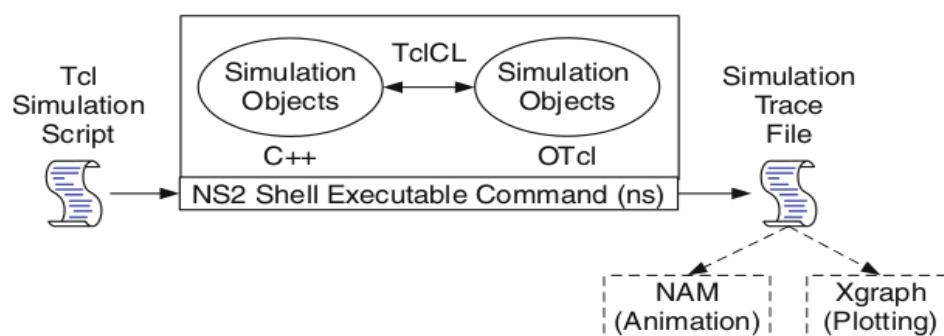 Tcl
Simulation
Script
TclCL
Simulation
Objects
Simulation
Objects
C++
OTcl
NS2 Shell Executable Command (ns)
Simulation
Trace
File
NAM
(Animation)
Xgraph
(Plotting)